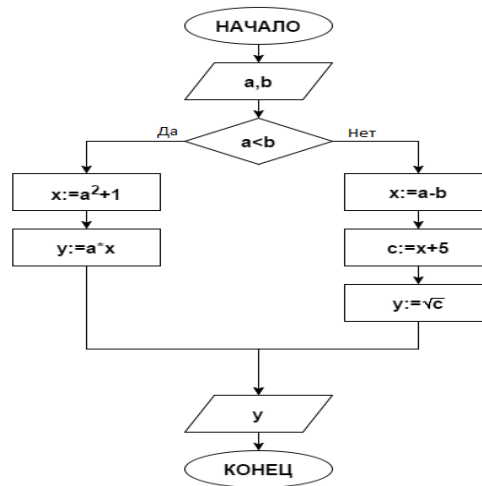 НАЧАЛО
a,b
a<b
Да
Нет
x:=a²+1
y:=a*x
x:=a-b
c:=x+5
y:=√c
y
КОНЕЦ